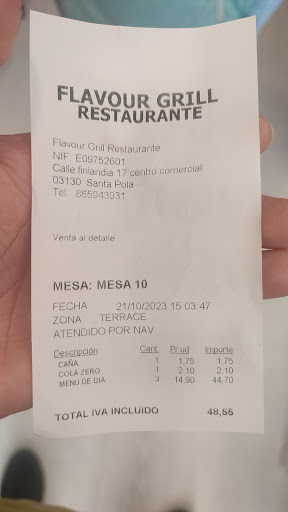 FLAVOUR GRILL
RESTAURANTE
Flavour Grill Restaurante
NIF: E09752601
Calle finlandia 17 centro comercial
03130 Santa Pola
Tel: 865943931
Venta al detalle
MESA: MESA 10
FECHA 21/10/2023 15:03:47
ZONA TERRACE
ATENDIDO POR NAV
Descripción Cant. Pr.ud Importe
CAÑA 1 1,75 1,75
COLA ZERO 1 2,10 2,10
MENU DE DIA 3 14,90 44,70
TOTAL IVA INCLUIDO 48,55